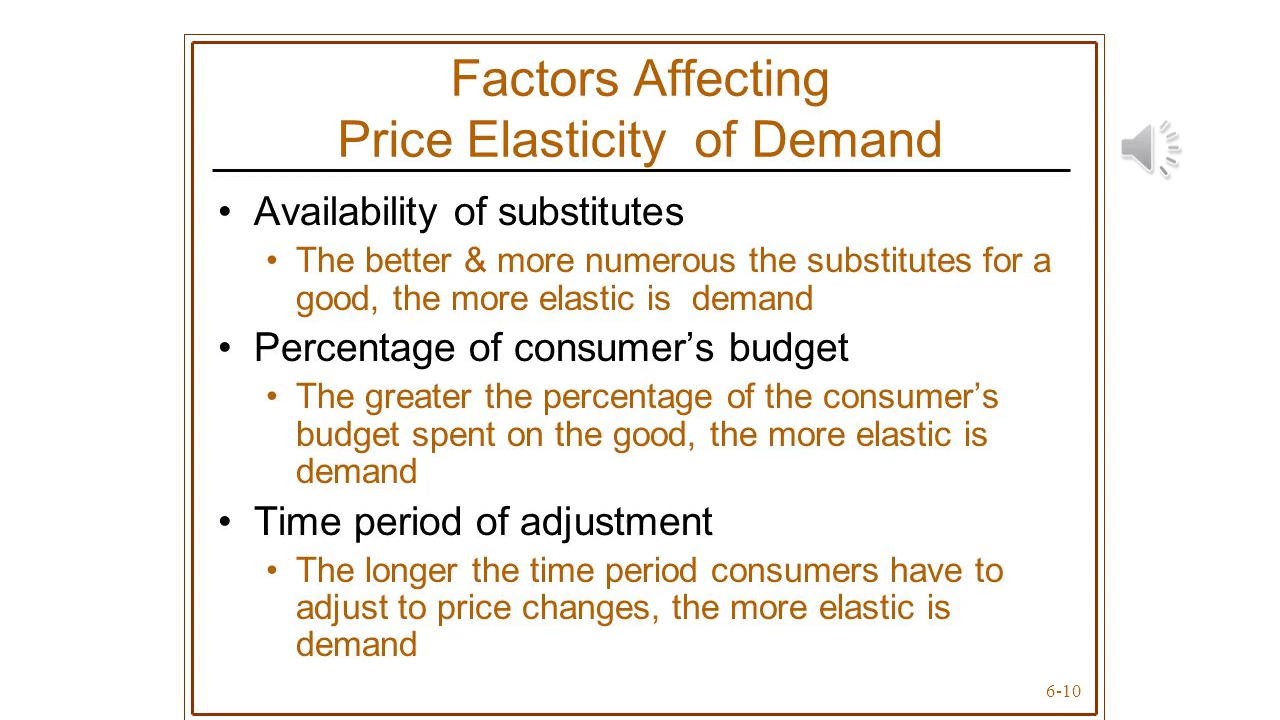 Factors Affecting
Price Elasticity of Demand
• Availability of substitutes
• The better & more numerous the substitutes for a
good, the more elastic is demand
• Percentage of consumer’s budget
• The greater the percentage of the consumer’s
budget spent on the good, the more elastic is
demand
• Time period of adjustment
• The longer the time period consumers have to
adjust to price changes, the more elastic is
demand
6-10